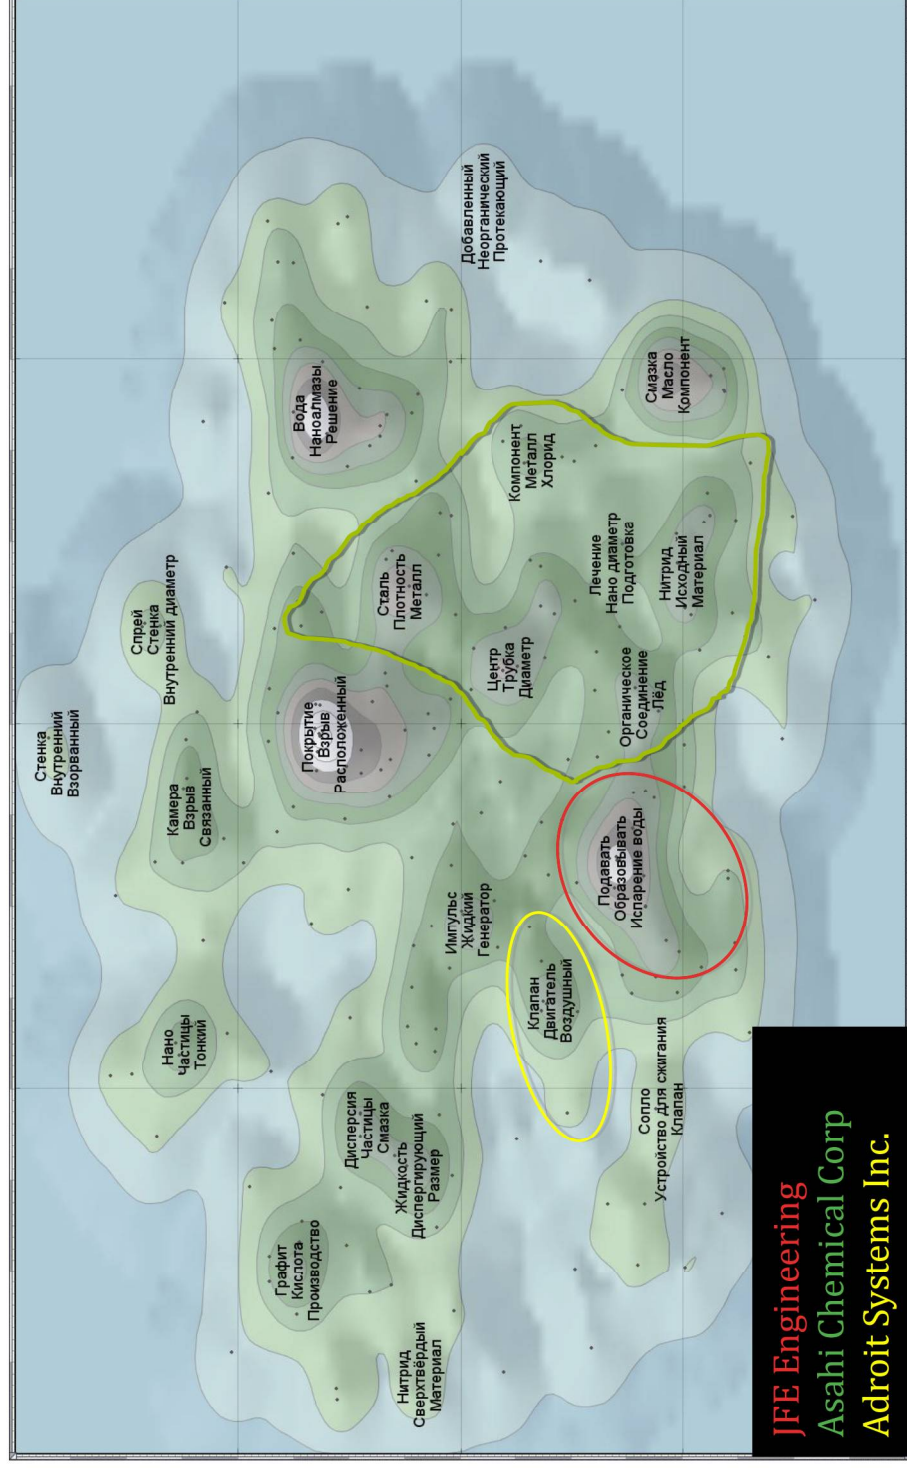 Стенка
Внутренний
Взорванный
Спрей
Стенка
Внутренний диаметр
Нано
Частицы
Тонкий
Камера
Взрыв
Связанный
Графит
Кислота
Производство
Покрытие
Взрыв
Расположенный
Вода
Наноалмазы
Решение
Дисперсия
Частицы
Смазка
Сталь
Плотность
Металл
Нитрид
Сверхтвёрдый
Материал
Жидкость
Диспергирующий
Размер
Импульс
Жидкий
Генератор
Добавленный
Неорганический
Протекающий
Центр
Трубка
Диаметр
Компонент
Металл
Хлорид
Клапан
Двигатель
Воздушный
Лечение
Нано диаметр
Подготовка
Подавать
Образовывать
Испарение воды
Органическое
Соединение
Лёд
Сопло
Устройство для сжигания
Клапан
Смазка
Масло
Компонент
Нитрид
Исходный
Материал
JFE Engineering
Asahi Chemical Corp
Adroit Systems Inc.